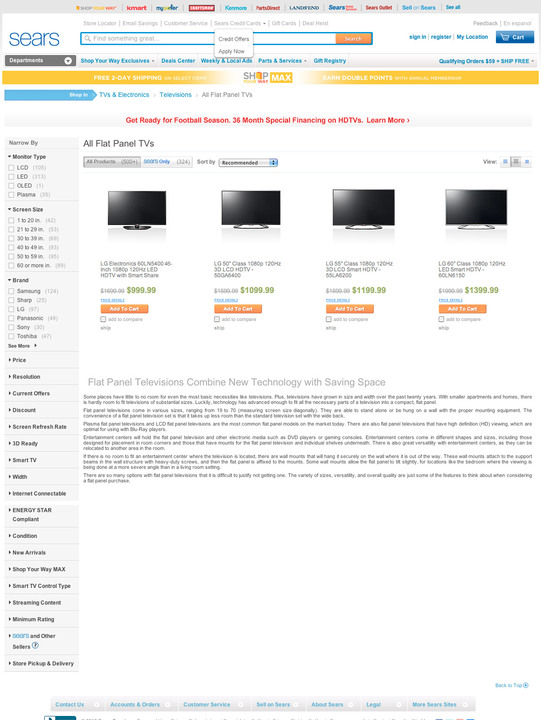 SHOP YOUR WAY kmart mygofer CRAFTSMAN Kenmore PartsDirect LANDS'END Sears Sears Outlet Sell on Sears See all
Store Locator | Email Savings | Customer Service | Sears Credit Cards | Gift Cards | Deal Heist
Feedback | En espanol
sears
Find something great...
Search
sign in | register | My Location
Cart
Credit Offers
Apply Now
Departments
Shop Your Way Exclusives Deals Center Weekly & Local Ads Parts & Services Gift Registry
Qualifying Orders $59 + SHIP FREE
FREE 2-DAY SHIPPING ON SELECT ITEMS
SHOP YOUR WAY MAX
EARN DOUBLE POINTS WITH ANNUAL MEMBERSHIP
Shop In TVs & Electronics › Televisions › All Flat Panel TVs
Get Ready for Football Season. 36 Month Special Financing on HDTVs. Learn More ›
Narrow By
Monitor Type
LCD (105)
LED (313)
OLED (1)
Plasma (35)
Screen Size
1 to 20 in. (42)
21 to 29 in. (53)
30 to 39 in. (69)
40 to 49 in. (93)
50 to 59 in. (95)
60 or more in. (89)
Brand
Samsung (124)
Sharp (25)
LG (97)
Panasonic (49)
Sony (30)
Toshiba (47)
See More
Price
Resolution
Current Offers
Discount
Screen Refresh Rate
3D Ready
Smart TV
Width
Internet Connectable
ENERGY STAR
Compliant
Condition
New Arrivals
Shop Your Way MAX
Smart TV Control Type
Streaming Content
Minimum Rating
sears and Other
Sellers ?
Store Pickup & Delivery
All Flat Panel TVs
All Products (500+) sears Only (324) Sort by Recommended
View:
LG Electronics 60LN5400 46-
Inch 1080p 120Hz LED
HDTV with Smart Share
$1699.99 $999.99
Add To Cart
add to compare
ship
LG 50" Class 1080p 120Hz
3D LCD HDTV -
50GA6400
$1099.99
Add To Cart
add to compare
ship
LG 55" Class 1080p 120Hz
3D LCD HDTV Smart -
55LA6200
$1199.99
Add To Cart
add to compare
ship
LG 60" Class 1080p 120Hz
LED Smart HDTV -
60LN6150
$1399.99
Add To Cart
add to compare
ship
Flat Panel Televisions Combine New Technology with Saving Space
Some places have little to no room for even the most basic necessities like televisions. Plus, televisions have grown in size and width over the past twenty years. With smaller apartments and homes, there
is hardly room to fit televisions of substantial sizes. Luckily, technology has advanced enough to fit all the necessary parts of a television into a compact, flat panel.
Flat panel televisions come in various sizes, ranging from 19 to 70 (measuring screen size diagonally). They are able to stand alone or be hung on a wall with the proper mounting equipment. The
convenience of a flat panel television set is that it takes up less room than the standard television set with the wide back.
Plasma flat panel televisions and LCD flat panel televisions are the most common flat panel models on the market today. There are also flat panel televisions that have high definition (HD) viewing, which are
optimal for using with Blu-Ray players.
Entertainment centers will hold the flat panel television and other electronic media such as DVD players or gaming consoles. Entertainment centers come in different shapes and sizes, including those
designed for placement in room corners and those that have mounts for the flat panel television and individual shelves underneath. There is also great versatility with entertainment centers, as they can be
relocated to another area in the room.
If there is no room to fit an entertainment center where the television is located, there are wall mounts that will hang it securely on the wall where it is out of the way. These wall mounts attach to the support
beams in the wall structure with heavy-duty screws, and then the flat panel is affixed to the mounts. Some wall mounts allow the flat panel to tilt slightly, for locations like the bedroom where the viewing is
being done at a more severe angle than in a living room setting.
There are so many options with flat panel televisions that it is difficult to justify not getting one. The variety of sizes, versatility, and overall quality are just some of the features to think about when considering
a flat panel purchase.
Back to Top
Contact Us Accounts & Orders Customer Service Sell on Sears About Sears Legal More Sears Sites